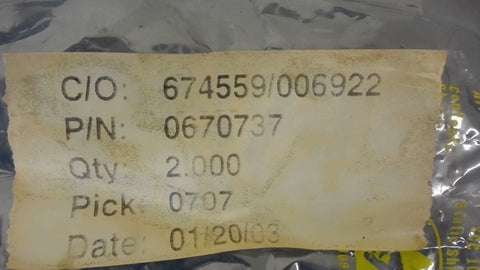 C/O: 674559/006922
P/N: 0670737
Qty: 2.000
Pick: 0707
Date: 01/20/03